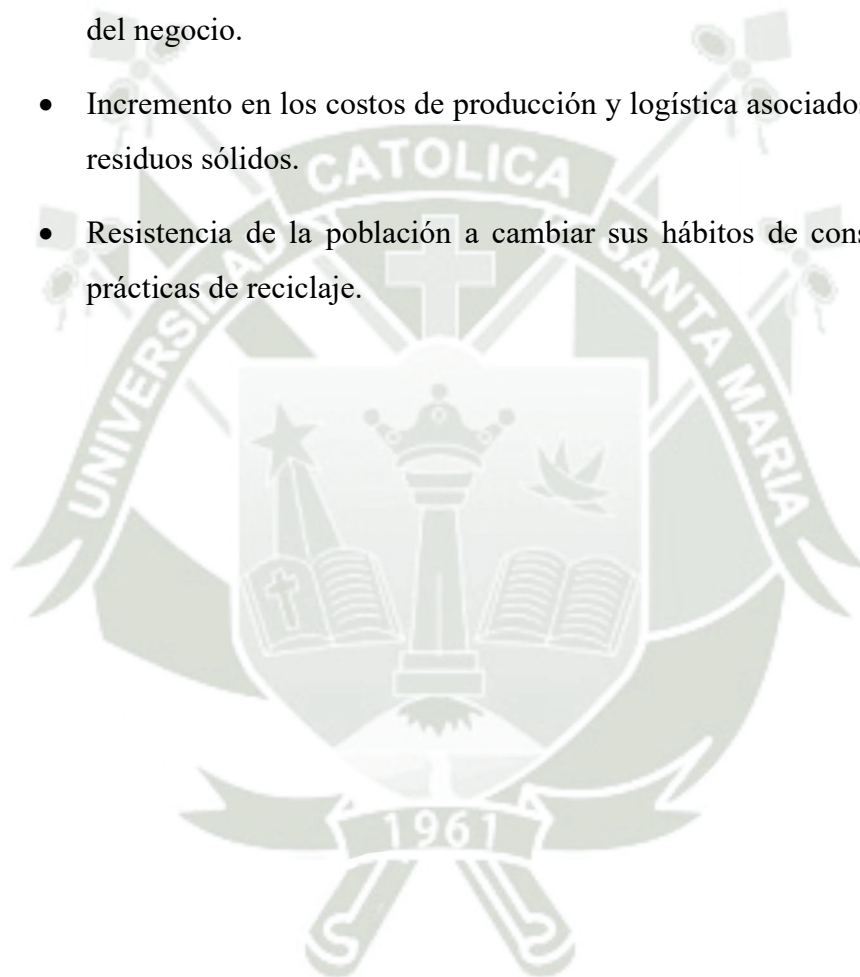 del negocio.
• Incremento en los costos de producción y logística asociados
residuos sólidos.
• Resistencia de la población a cambiar sus hábitos de cons
prácticas de reciclaje.
UNIVERSIDAD CATOLICA SANTA MARIA
1961